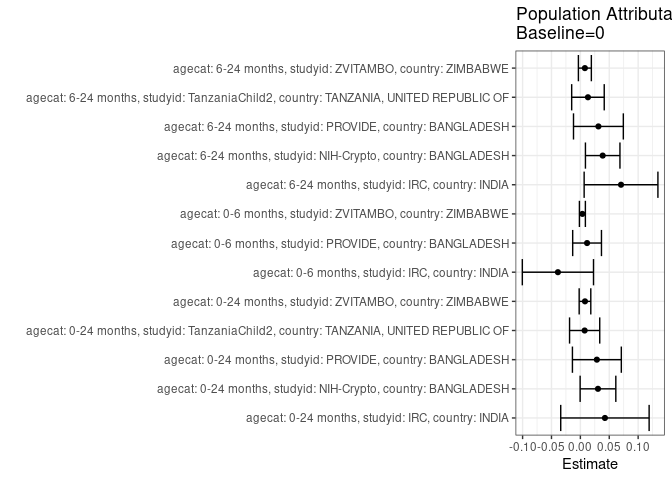 Population Attributa
Baseline=0
agecat: 6-24 months, studyid: ZVITAMBO, country: ZIMBABWE
agecat: 6-24 months, studyid: TanzaniaChild2, country: TANZANIA, UNITED REPUBLIC OF
agecat: 6-24 months, studyid: PROVIDE, country: BANGLADESH
agecat: 6-24 months, studyid: NIH-Crypto, country: BANGLADESH
agecat: 6-24 months, studyid: IRC, country: INDIA
agecat: 0-6 months, studyid: ZVITAMBO, country: ZIMBABWE
agecat: 0-6 months, studyid: PROVIDE, country: BANGLADESH
agecat: 0-6 months, studyid: IRC, country: INDIA
agecat: 0-24 months, studyid: ZVITAMBO, country: ZIMBABWE
agecat: 0-24 months, studyid: TanzaniaChild2, country: TANZANIA, UNITED REPUBLIC OF
agecat: 0-24 months, studyid: PROVIDE, country: BANGLADESH
agecat: 0-24 months, studyid: NIH-Crypto, country: BANGLADESH
agecat: 0-24 months, studyid: IRC, country: INDIA
-0.10 -0.05 0.00 0.05 0.10
Estimate